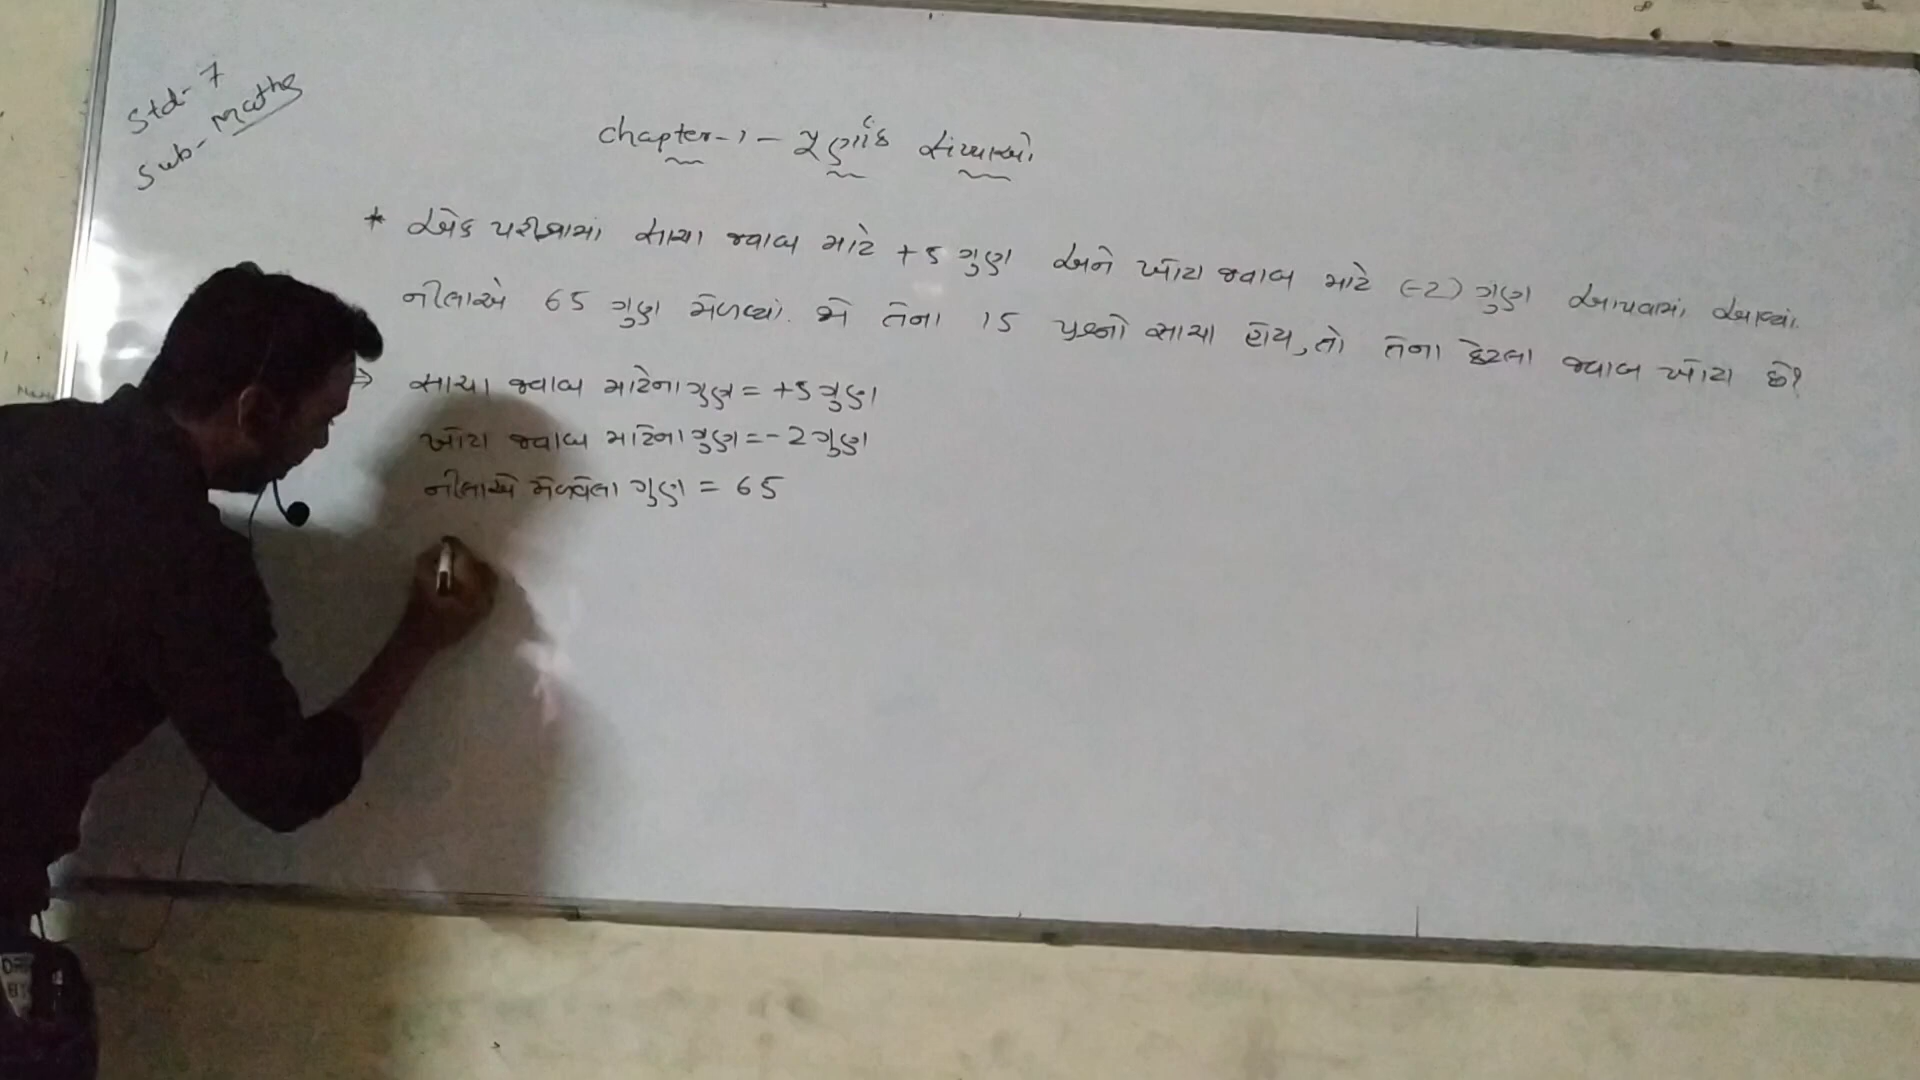 Std- 7
Sub- Maths
chapter-1 - પૂર્ણાંક સંખ્યાઓ
* એક પરીક્ષામાં સાચા જવાબ માટે +5 ગુણ અને ખોટા જવાબ માટે (-2) ગુણ આપવામાં આવ્યાં.
નીલાએ 65 ગુણ મેળવ્યાં. જો તેના 15 પ્રશ્નો સાચા હોય, તો તેના કેટલા જવાબ ખોટા છે?
⇒ સાચા જવાબ માટેના ગુણ = +5 ગુણ
ખોટા જવાબ માટેના ગુણ = -2 ગુણ
નીલાએ મેળવેલા ગુણ = 65